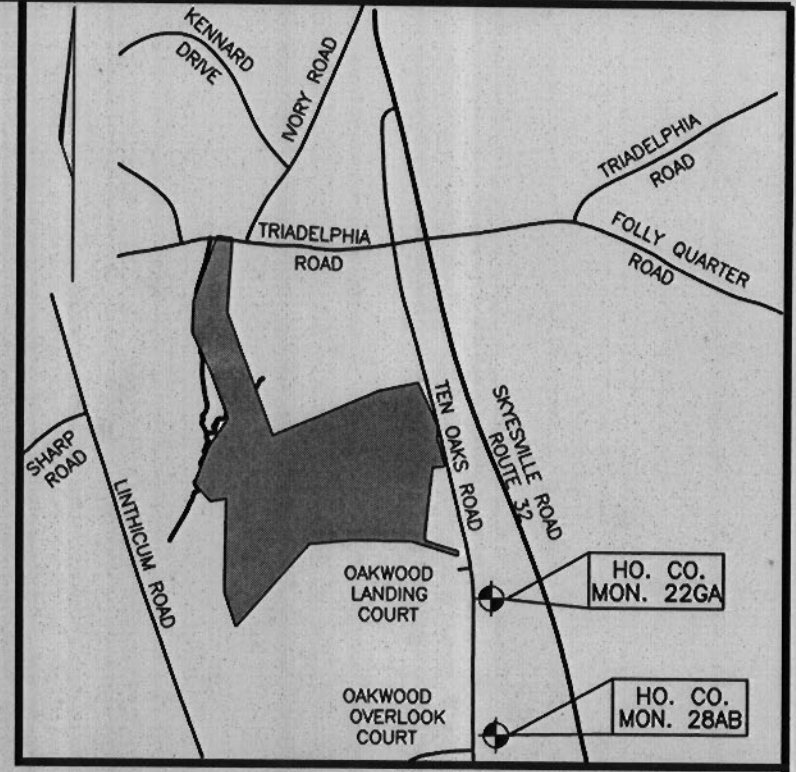 KENNARD
DRIVE
IVORY ROAD
TRIADELPHIA
ROAD
TRIADELPHIA
ROAD
FOLLY QUARTER
ROAD
SHARP
ROAD
LINTHICUM ROAD
TEN OAKS ROAD
SKYESVILLE ROAD
ROUTE 32
OAKWOOD
LANDING
COURT
HO. CO.
MON. 22GA
OAKWOOD
OVERLOOK
COURT
HO. CO.
MON. 28AB